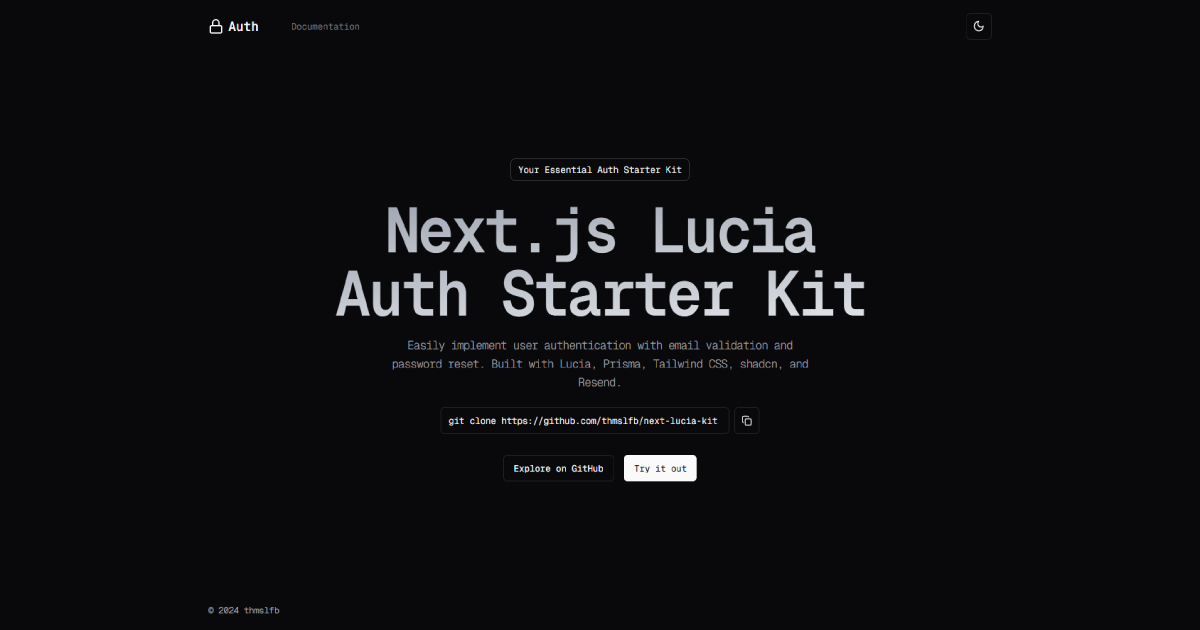 Auth
Documentation
Your Essential Auth Starter Kit
Next.js Lucia
Auth Starter Kit
Easily implement user authentication with email validation and
password reset. Built with Lucia, Prisma, Tailwind CSS, shadcn, and
Resend.
git clone https://github.com/thmslfb/next-lucia-kit
Explore on GitHub
Try it out
© 2024 thmslfb